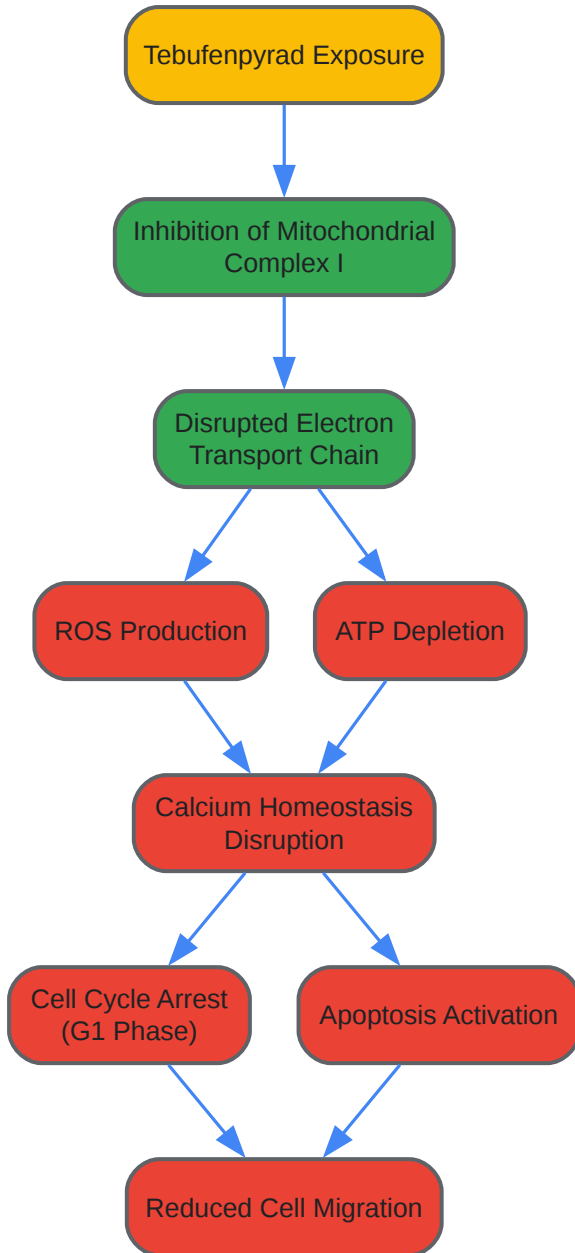 Tebufenpyrad Exposure
Inhibition of Mitochondrial
Complex I
Disrupted Electron
Transport Chain
ROS Production
ATP Depletion
Calcium Homeostasis
Disruption
Cell Cycle Arrest
(G1 Phase)
Apoptosis Activation
Reduced Cell Migration